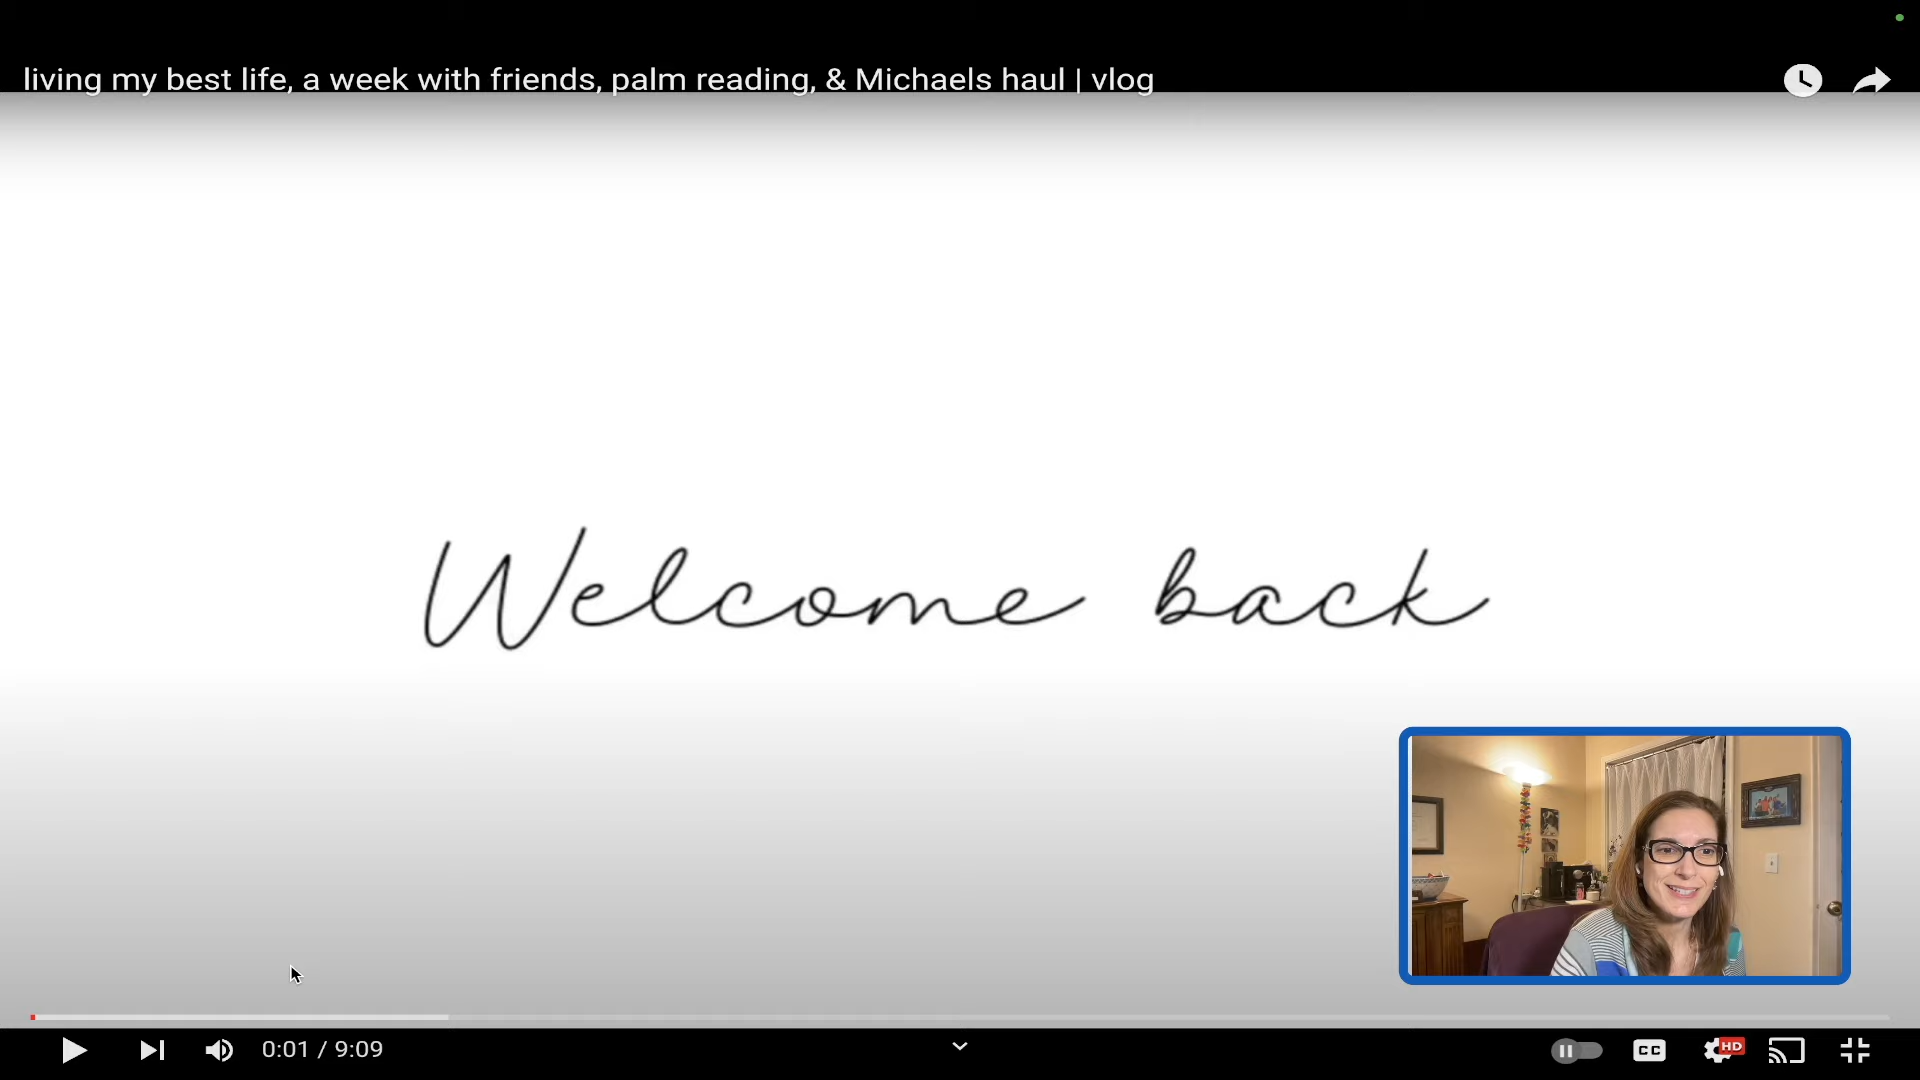 living my best life, a week with friends, palm reading, & Michaels haul | vlog
Welcome back
0:01 / 9:09
CC
HD